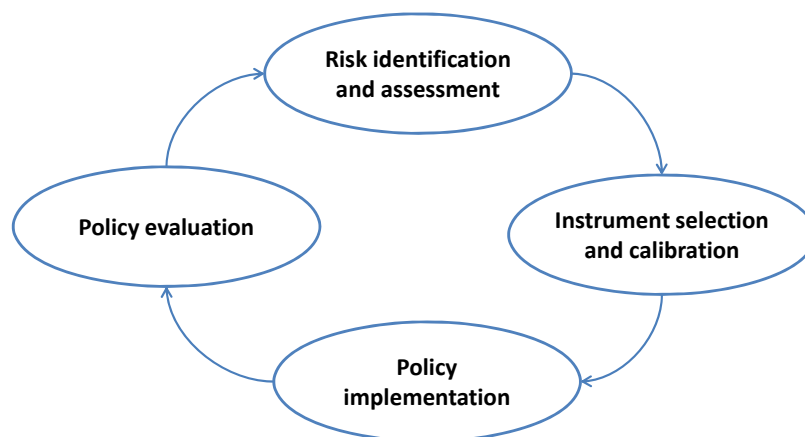 Risk identification
and assessment
Instrument selection
and calibration
Policy
implementation
Policy evaluation